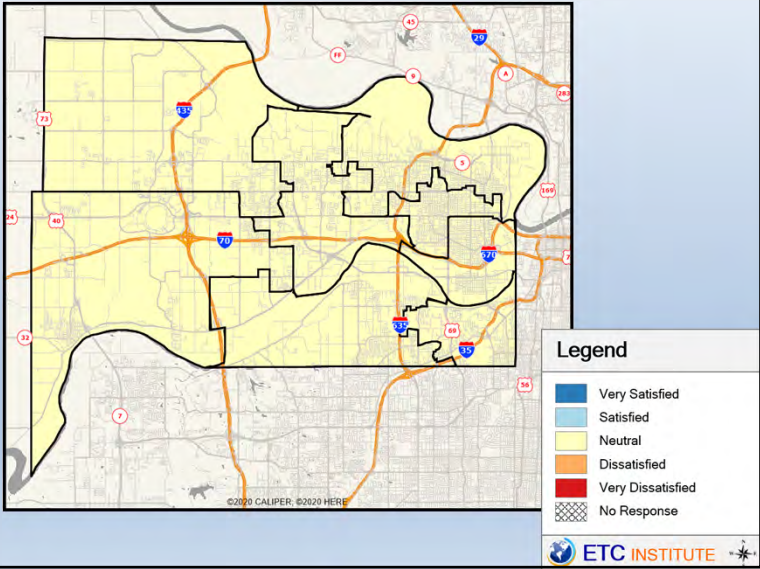 45
29
FF
A
9
283
435
73
5
169
24
40
70
670
7
635
69
32
35
56
7
©2020 CALIPER; ©2020 HERE
Legend
Very Satisfied
Satisfied
Neutral
Dissatisfied
Very Dissatisfied
No Response
ETC INSTITUTE